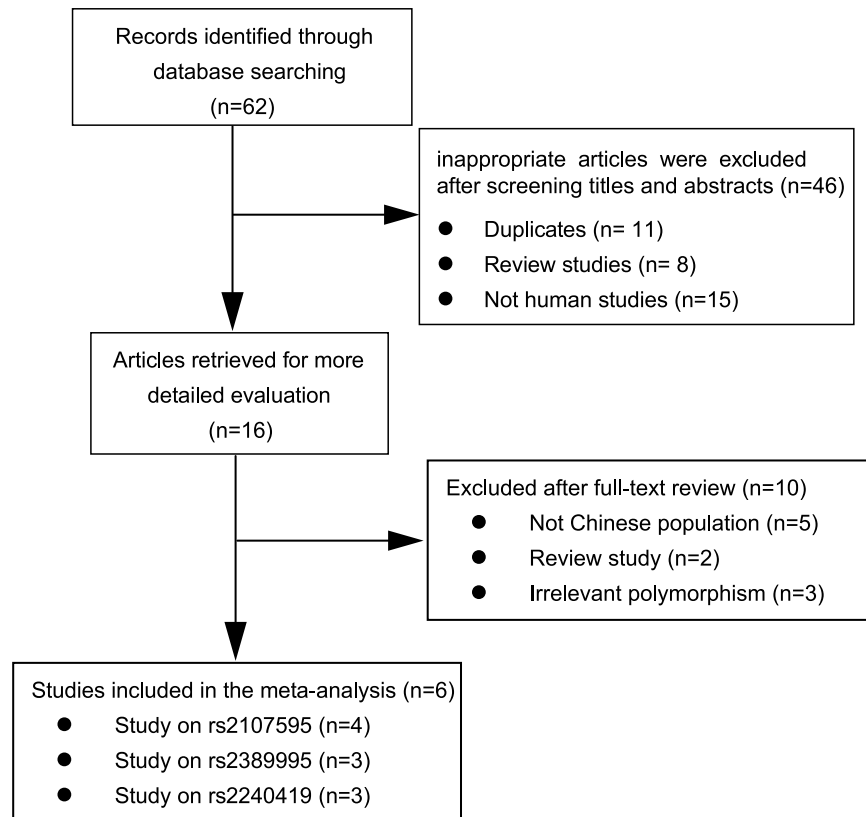 Records identified through
database searching
(n=62)
inappropriate articles were excluded
after screening titles and abstracts (n=46)
● Duplicates (n= 11)
● Review studies (n= 8)
● Not human studies (n=15)
Articles retrieved for more
detailed evaluation
(n=16)
Excluded after full-text review (n=10)
● Not Chinese population (n=5)
● Review study (n=2)
● Irrelevant polymorphism (n=3)
Studies included in the meta-analysis (n=6)
● Study on rs2107595 (n=4)
● Study on rs2389995 (n=3)
● Study on rs2240419 (n=3)